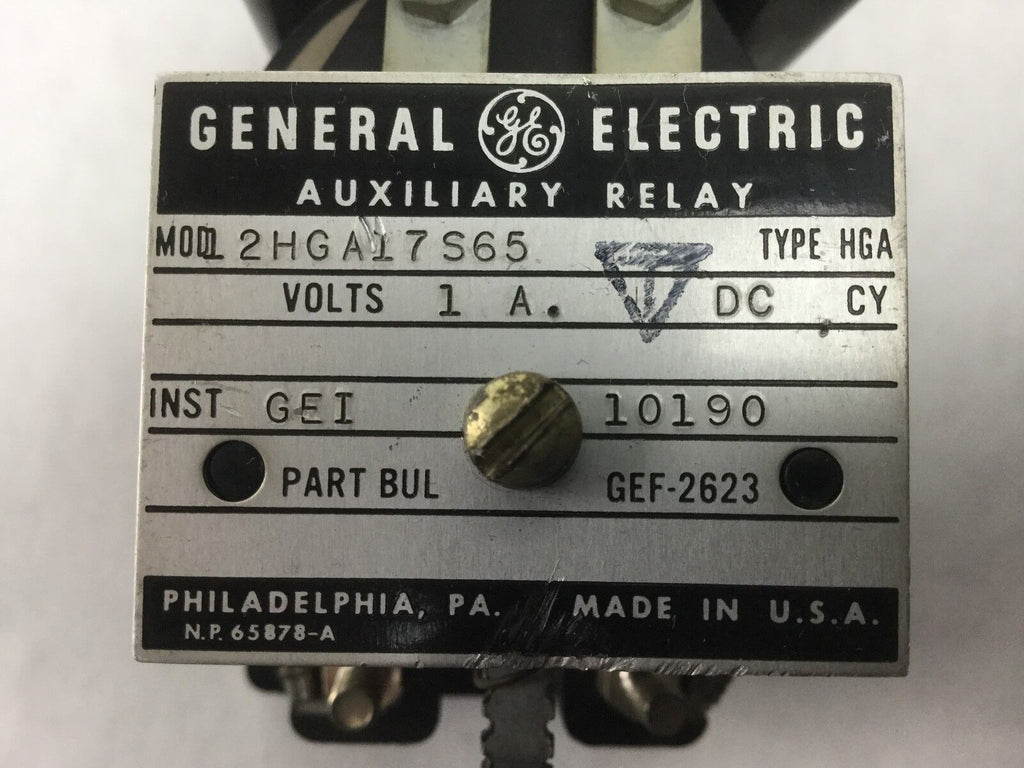 GENERAL GE ELECTRIC
AUXILIARY RELAY
MOD 12HGA17S65 TYPE HGA
VOLTS 1 A. DC CY
INST GEI 10190
PART BUL GEF-2623
PHILADELPHIA, PA. MADE IN U.S.A.
N.P. 65878-A